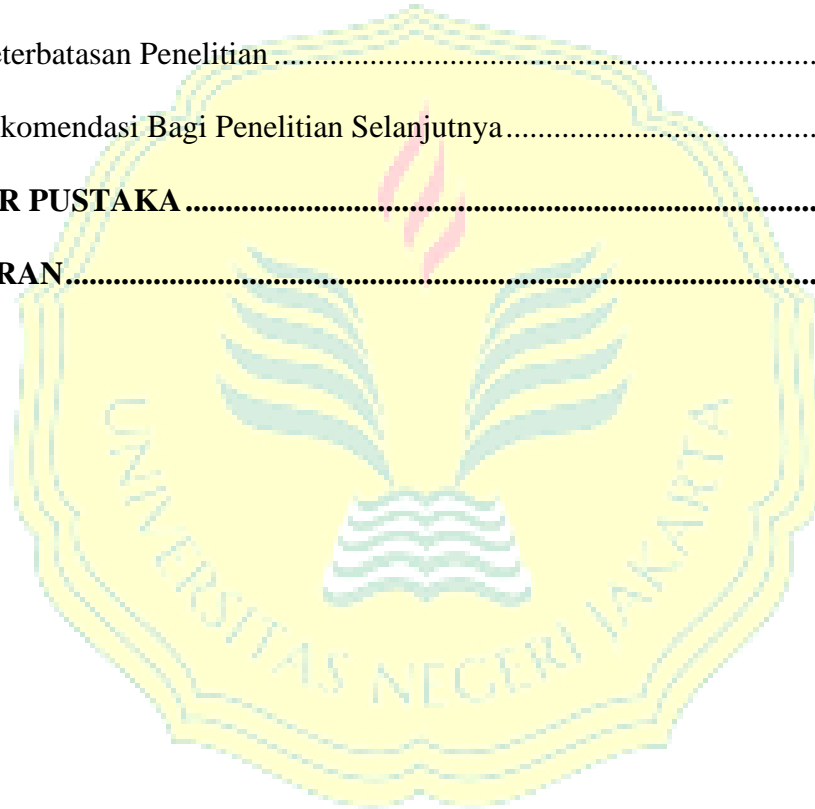 eterbatasan Penelitian ........................................................................
komendasi Bagi Penelitian Selanjutnya........................................
R PUSTAKA ...................................................................................
RAN..................................................................................................
UNIVERSITAS NEGERI JAKARTA